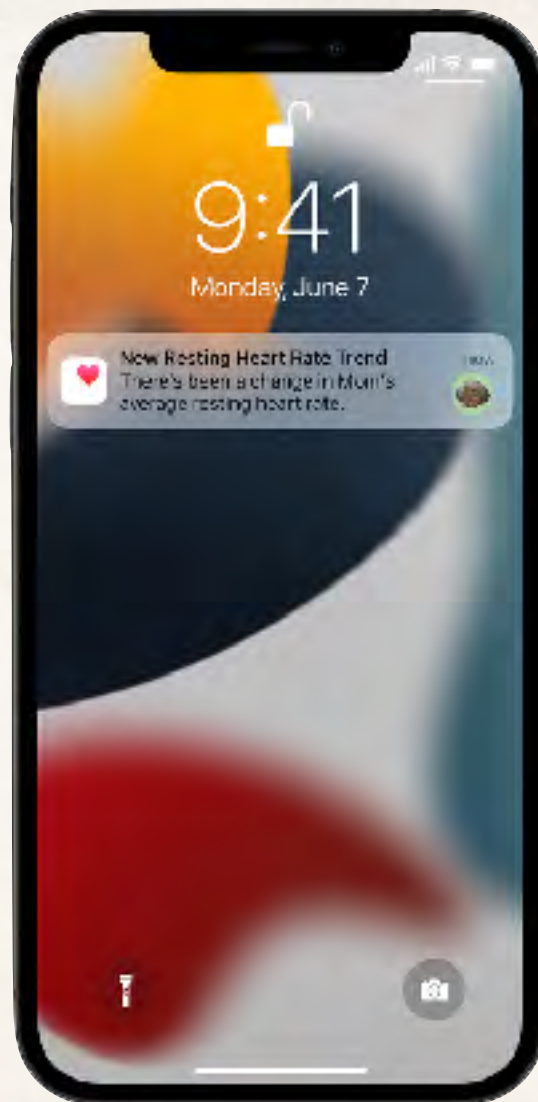 9:41
Monday, June 7
New Resting Heart Rate Trend
now
There's been a change in Mom's
average resting heart rate.